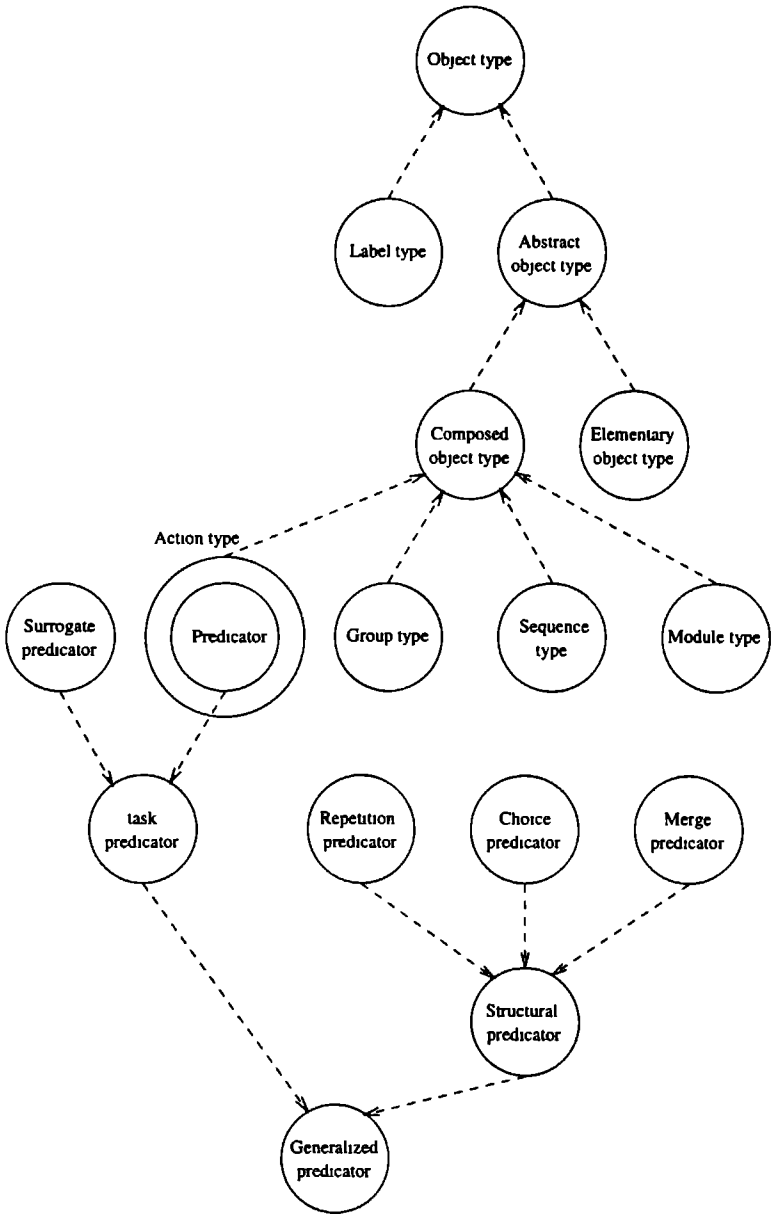 Object type
Label type
Abstract
object type
Composed
object type
Elementary
object type
Action type
Surrogate
predicator
Predicator
Group type
Sequence
type
Module type
task
predicator
Repetition
predicator
Choice
predicator
Merge
predicator
Structural
predicator
Generalized
predicator